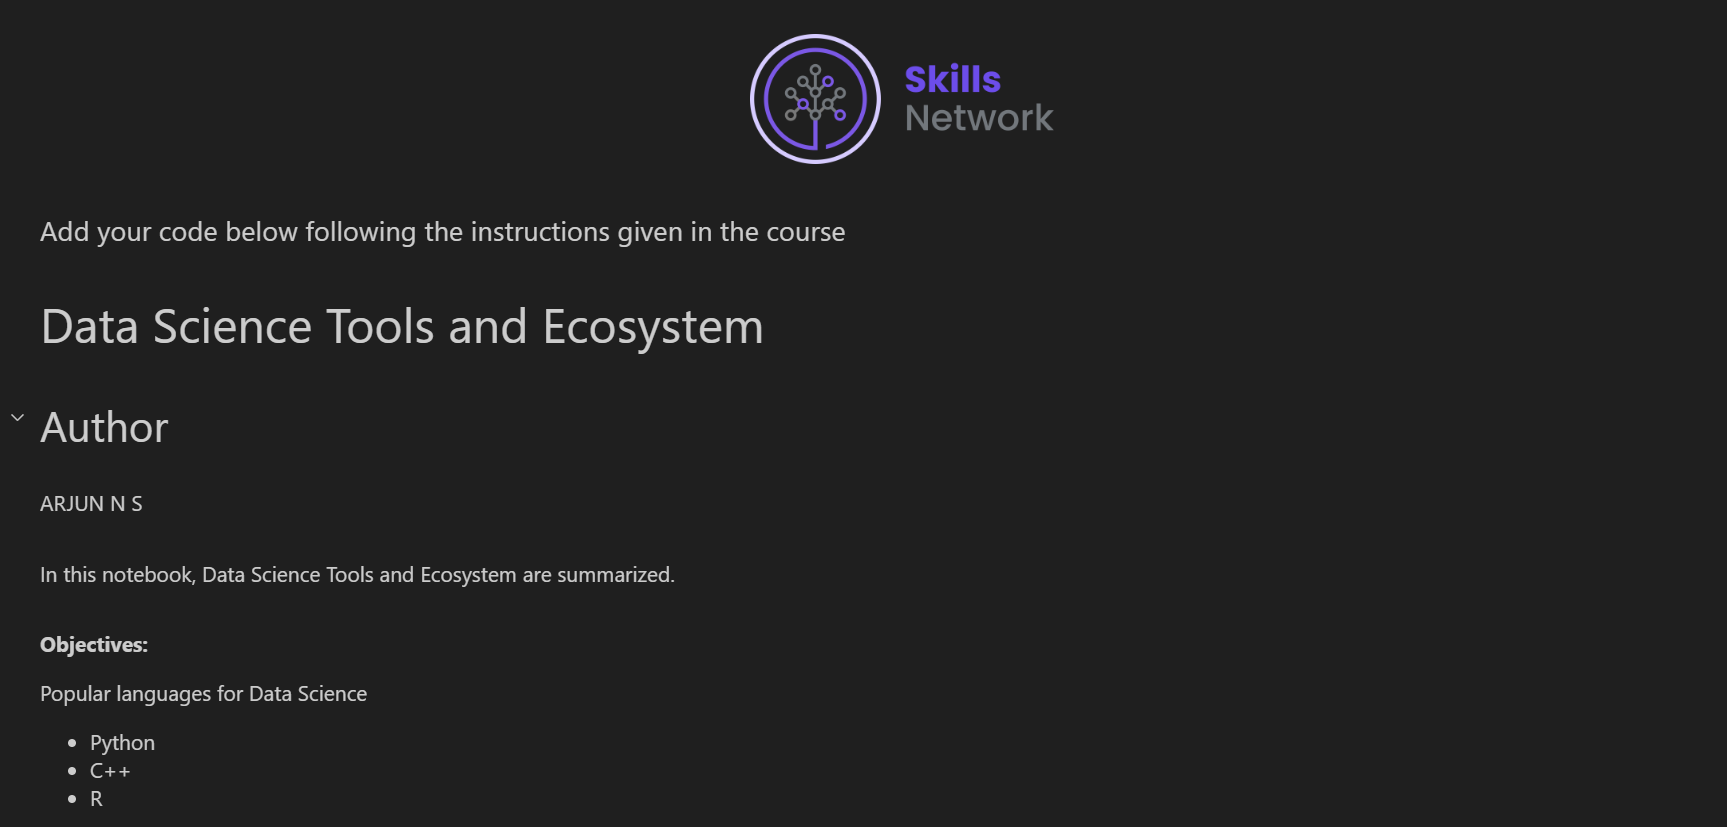 Skills
Network
Add your code below following the instructions given in the course
Data Science Tools and Ecosystem
Author
ARJUN N S
In this notebook, Data Science Tools and Ecosystem are summarized.
Objectives:
Popular languages for Data Science
Python
C++
R